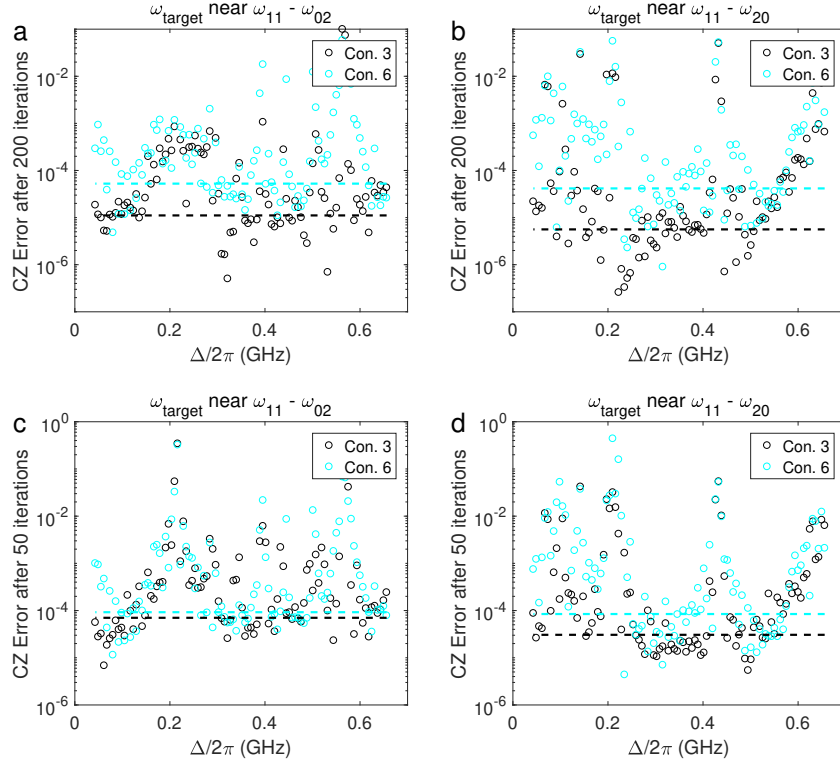 a
ω_target near ω_11 - ω_02
CZ Error after 200 iterations
10^-2
10^-4
10^-6
Con. 3
Con. 6
0
0.2
0.4
0.6
Δ/2π (GHz)
b
ω_target near ω_11 - ω_20
CZ Error after 200 iterations
10^-2
10^-4
10^-6
Con. 3
Con. 6
0
0.2
0.4
0.6
Δ/2π (GHz)
c
ω_target near ω_11 - ω_02
CZ Error after 50 iterations
10^0
10^-2
10^-4
10^-6
Con. 3
Con. 6
0
0.2
0.4
0.6
Δ/2π (GHz)
d
ω_target near ω_11 - ω_20
CZ Error after 50 iterations
10^0
10^-2
10^-4
10^-6
Con. 3
Con. 6
0
0.2
0.4
0.6
Δ/2π (GHz)